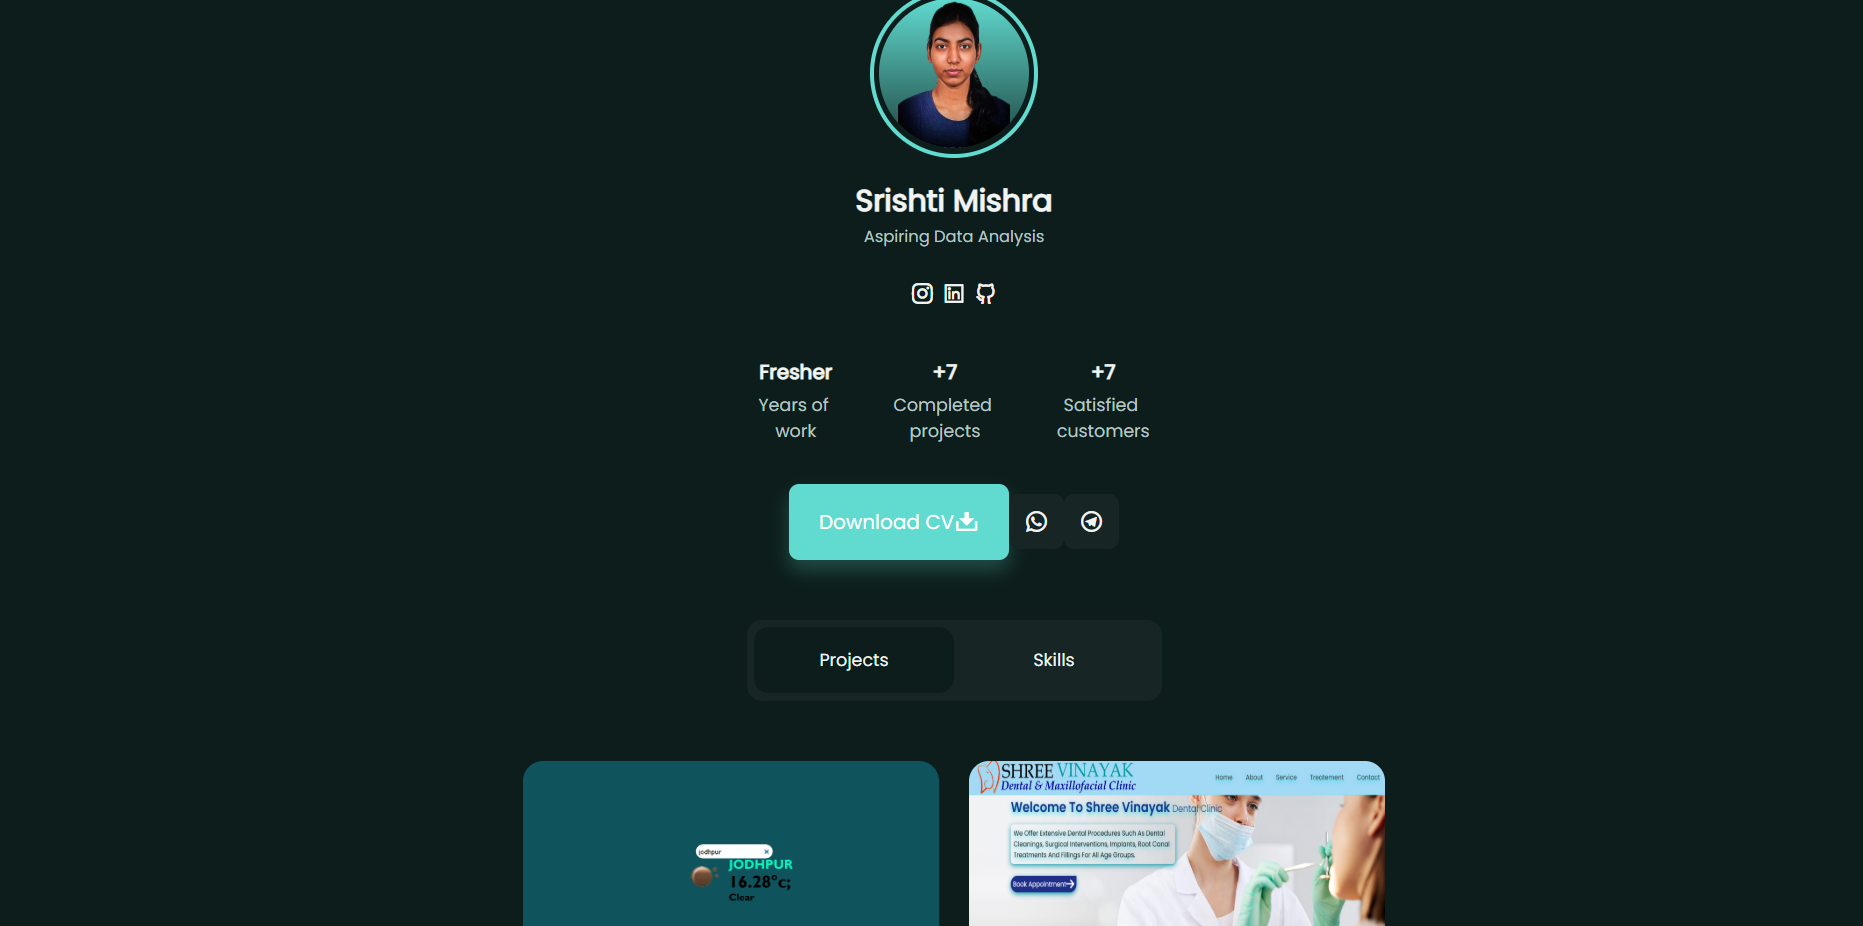 Srishti Mishra
Aspiring Data Analysis
Fresher
Years of
work
+7
Completed
projects
+7
Satisfied
customers
Download CV
Projects
Skills
jodhpur
JODHPUR
16.28°c;
Clear
SHREE VINAYAK
Dental & Maxillofacial Clinic
Home About Service Treatement Contact
Welcome To Shree Vinayak Dental Clinic
We Offer Extensive Dental Procedures Such As Dental
Cleanings, Surgical Interventions, Implants, Root Canal
Treatments And Fillings For All Age Groups.
Book Appointment